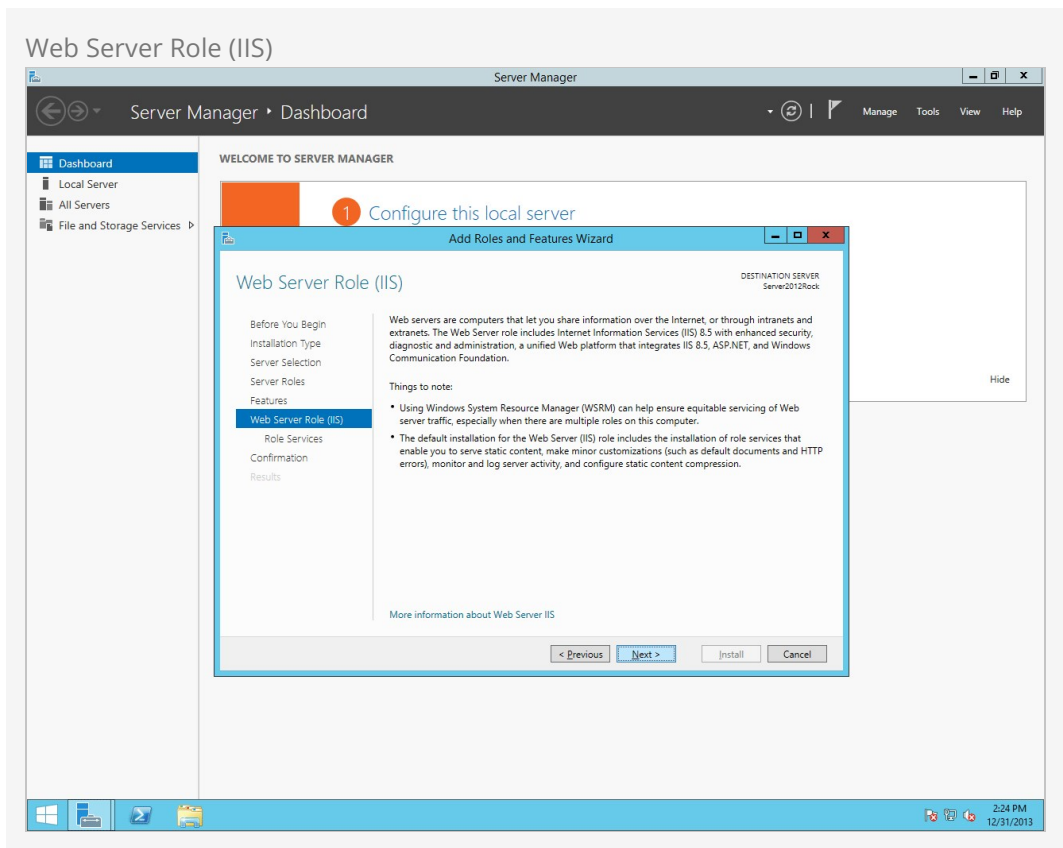 Web Server Role (IIS)
Server Manager
Server Manager ‣ Dashboard
Manage Tools View Help
Dashboard
Local Server
All Servers
File and Storage Services
WELCOME TO SERVER MANAGER
1 Configure this local server
Hide
Add Roles and Features Wizard
Web Server Role (IIS)
DESTINATION SERVER
Server2012Rock
Before You Begin
Installation Type
Server Selection
Server Roles
Features
Web Server Role (IIS)
Role Services
Confirmation
Results
Web servers are computers that let you share information over the Internet, or through intranets and
extranets. The Web Server role includes Internet Information Services (IIS) 8.5 with enhanced security,
diagnostic and administration, a unified Web platform that integrates IIS 8.5, ASP.NET, and Windows
Communication Foundation.
Things to note:
• Using Windows System Resource Manager (WSRM) can help ensure equitable servicing of Web
server traffic, especially when there are multiple roles on this computer.
• The default installation for the Web Server (IIS) role includes the installation of role services that
enable you to serve static content, make minor customizations (such as default documents and HTTP
errors), monitor and log server activity, and configure static content compression.
More information about Web Server IIS
< Previous Next > Install Cancel
2:24 PM
12/31/2013